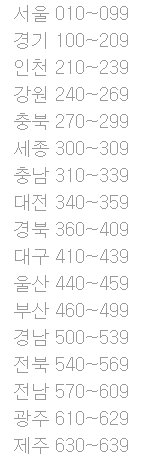 서울 010~099
경기 100~209
인천 210~239
강원 240~269
충북 270~299
세종 300~309
충남 310~339
대전 340~359
경북 360~409
대구 410~439
울산 440~459
부산 460~499
경남 500~539
전북 540~569
전남 570~609
광주 610~629
제주 630~639